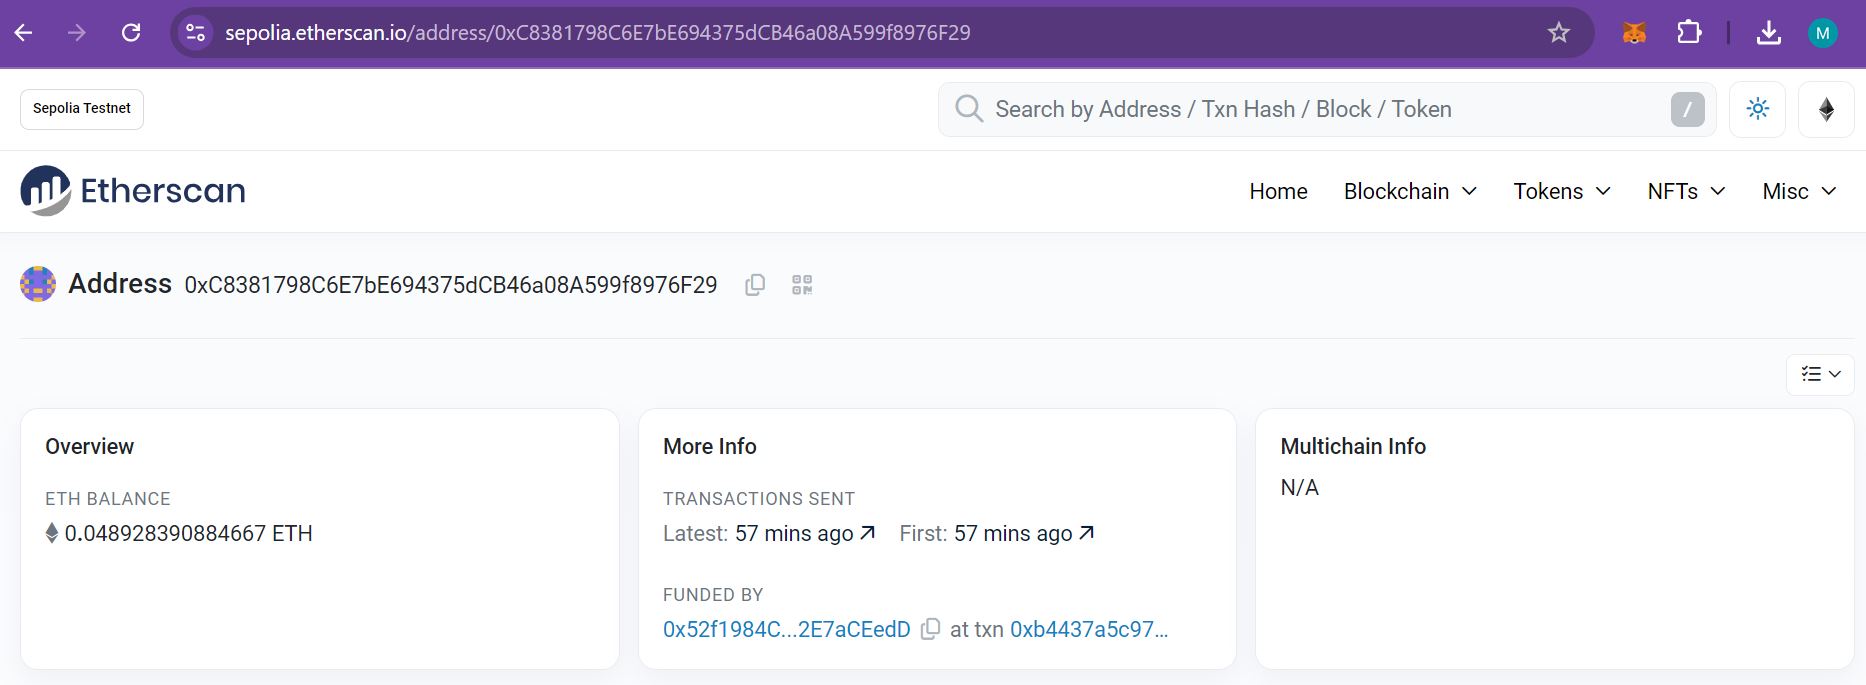 sepolia.etherscan.io/address/0xC8381798C6E7bE694375dCB46a08A599f8976F29
M
Sepolia Testnet
Search by Address / Txn Hash / Block / Token
/
Etherscan
Home Blockchain Tokens NFTs Misc
Address 0xC8381798C6E7bE694375dCB46a08A599f8976F29
Overview
ETH BALANCE
0.048928390884667 ETH
More Info
TRANSACTIONS SENT
Latest: 57 mins ago First: 57 mins ago
FUNDED BY
0x52f1984C...2E7aCEedD at txn 0xb4437a5c97...
Multichain Info
N/A